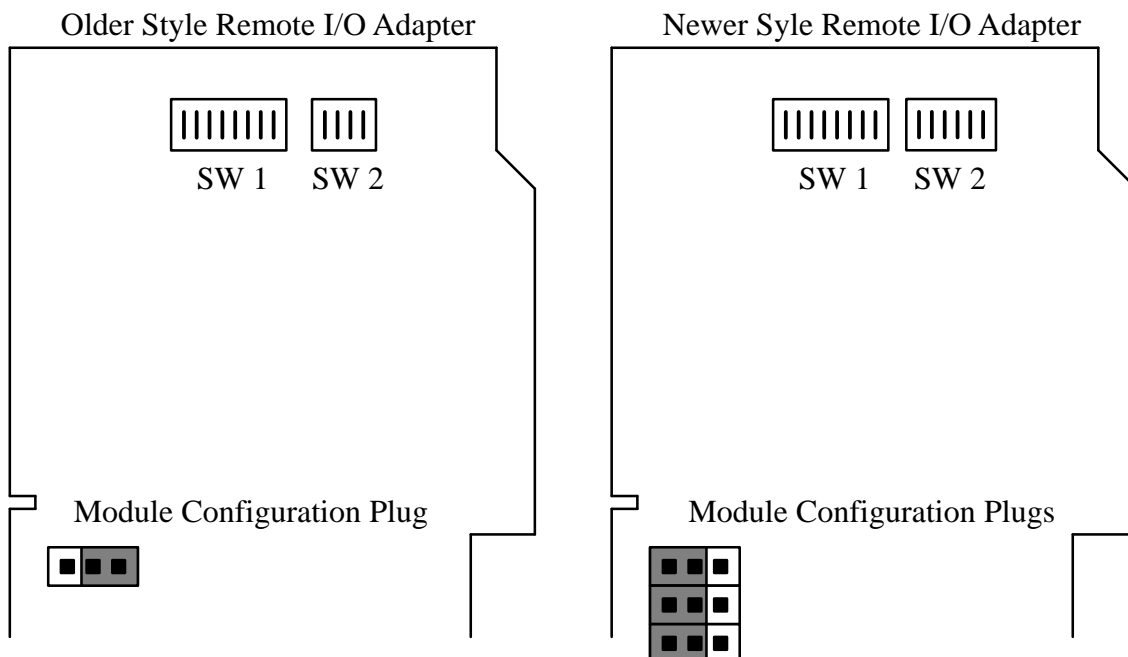 Older Style Remote I/O Adapter
SW 1
SW 2
Module Configuration Plug
Newer Syle Remote I/O Adapter
SW 1
SW 2
Module Configuration Plugs